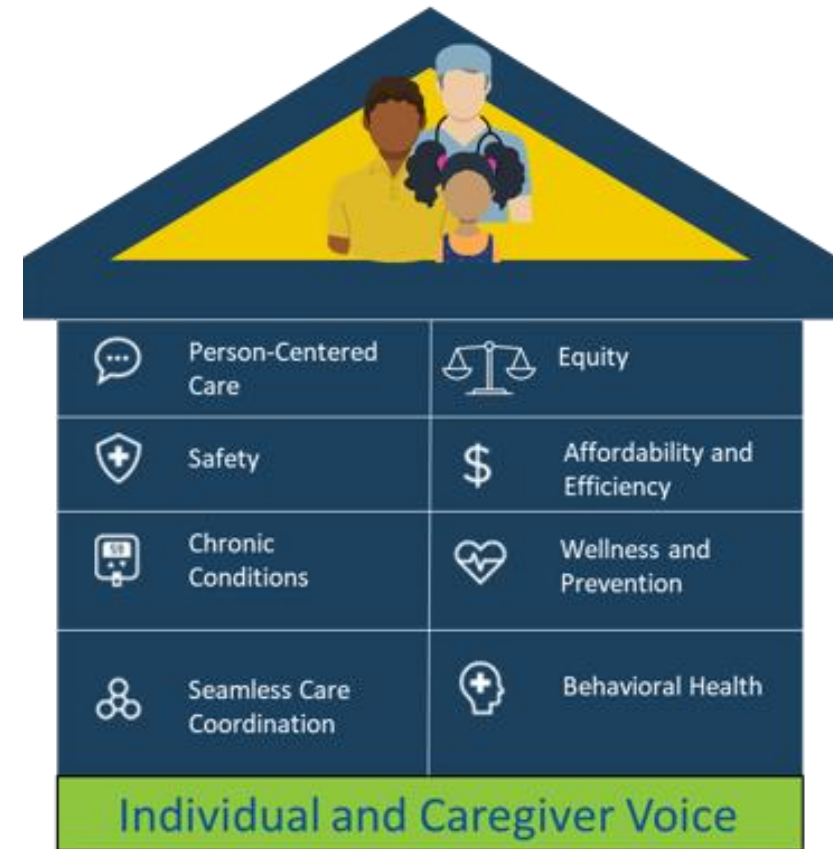 Person-Centered
Care
Equity
Safety
$
Affordability and
Efficiency
Chronic
Conditions
Wellness and
Prevention
Seamless Care
Coordination
Behavioral Health
Individual and Caregiver Voice